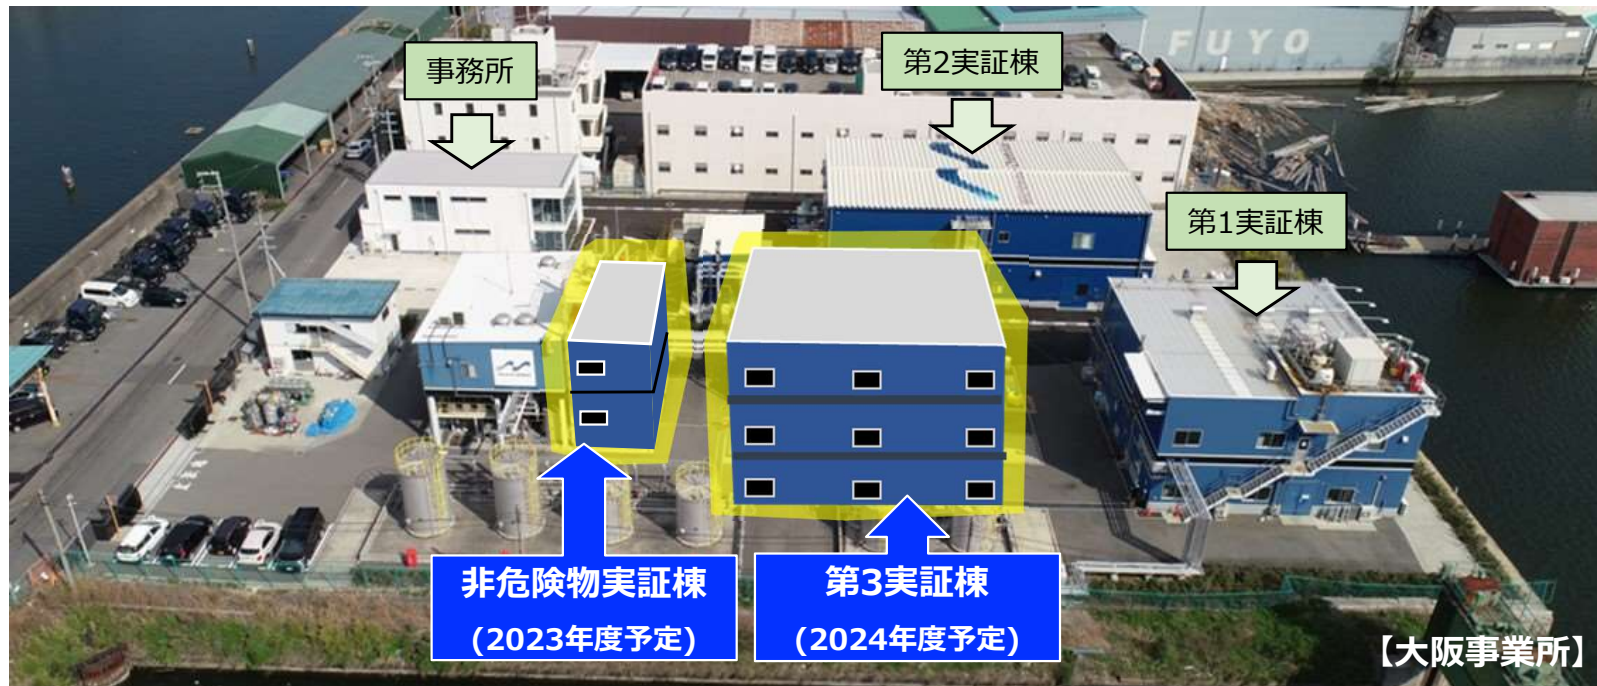 FUYO
事務所
第2実証棟
第1実証棟
非危険物実証棟
(2023年度予定)
第3実証棟
(2024年度予定)
【大阪事業所】